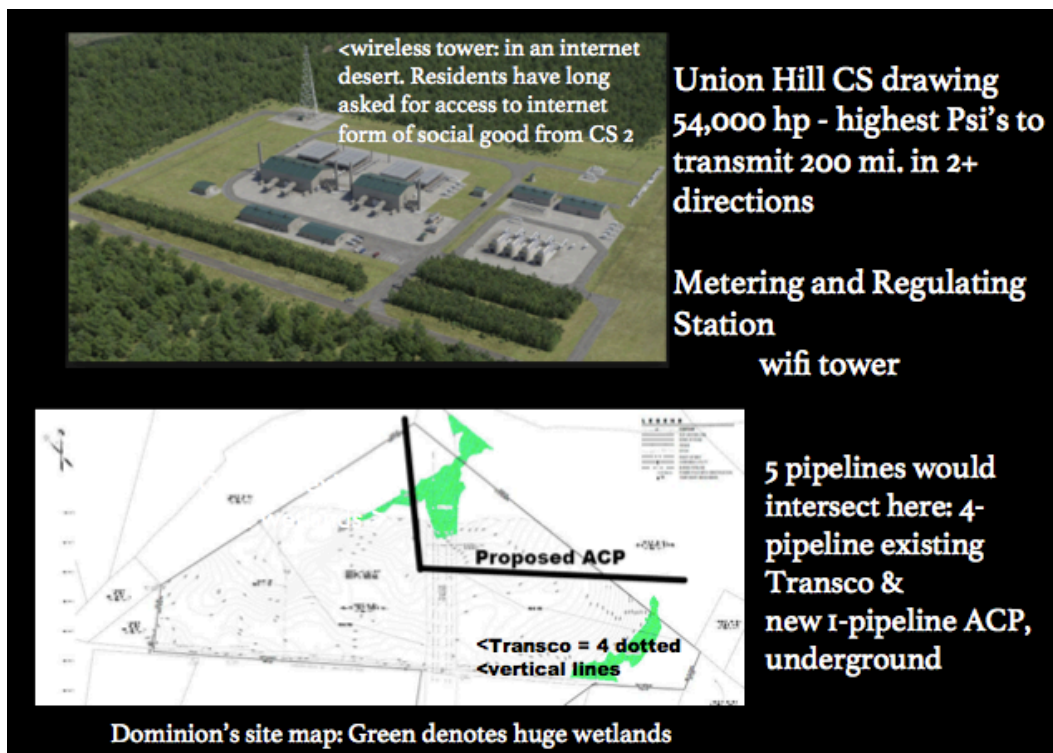 <wireless tower: in an internet
desert. Residents have long
asked for access to internet
form of social good from CS 2
Union Hill CS drawing
54,000 hp - highest Psi's to
transmit 200 mi. in 2+
directions
Metering and Regulating
Station
wifi tower
LEGEND
Proposed ACP
<Transco = 4 dotted
<vertical lines
5 pipelines would
intersect here: 4-
pipeline existing
Transco &
new 1-pipeline ACP,
underground
Dominion's site map: Green denotes huge wetlands